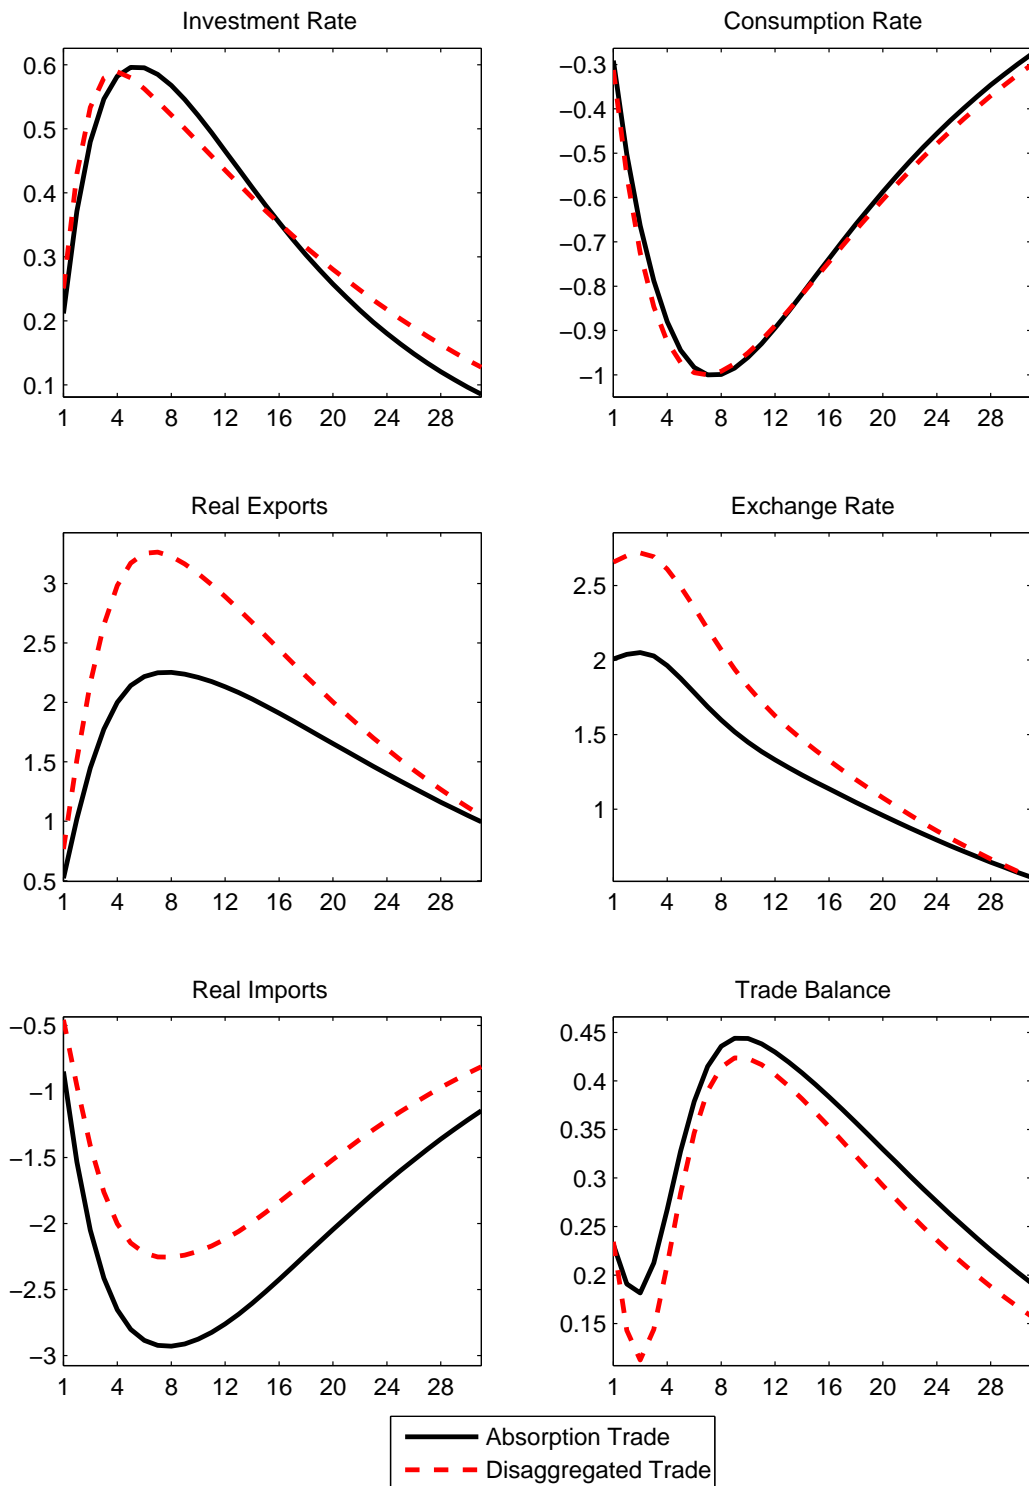 Investment Rate
0.6
0.5
0.4
0.3
0.2
0.1
1 4 8 12 16 20 24 28
Consumption Rate
−0.3
−0.4
−0.5
−0.6
−0.7
−0.8
−0.9
−1
1 4 8 12 16 20 24 28
Real Exports
3
2.5
2
1.5
1
0.5
1 4 8 12 16 20 24 28
Exchange Rate
2.5
2
1.5
1
1 4 8 12 16 20 24 28
Real Imports
−0.5
−1
−1.5
−2
−2.5
−3
1 4 8 12 16 20 24 28
Trade Balance
0.45
0.4
0.35
0.3
0.25
0.2
0.15
1 4 8 12 16 20 24 28
Absorption Trade
Disaggregated Trade